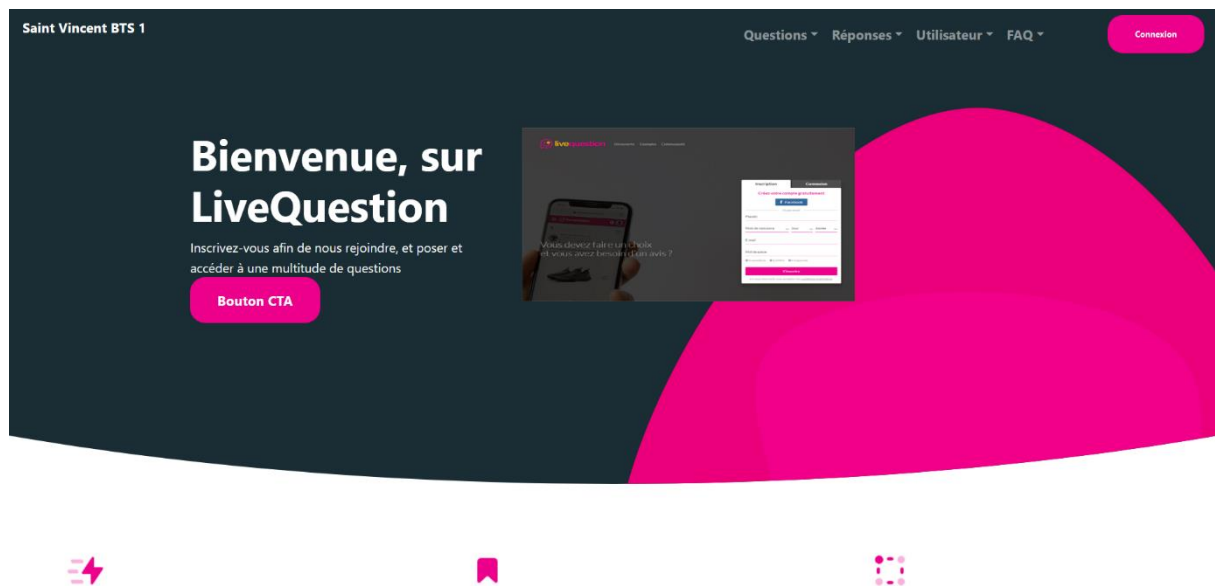 Saint Vincent BTS 1
Questions
Réponses
Utilisateur
FAQ
Connexion
Bienvenue, sur
LiveQuestion
Inscrivez-vous afin de nous rejoindre, et poser et
accéder à une multitude de questions
Bouton CTA
livequestion
Vous devez faire un choix
et vous avez besoin d'un avis ?
Inscription
Connexion